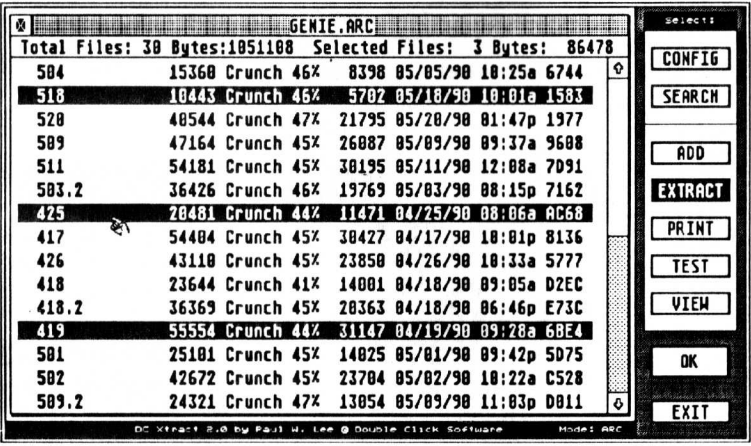 GENIE.ARC
Total Files: 30 Bytes:1051108 Selected Files: 3 Bytes: 86478
504 15360 Crunch 46% 8398 05/05/90 10:25a 6744
518 10443 Crunch 46% 5702 05/18/90 10:01a 1583
520 40544 Crunch 47% 21795 05/20/90 01:47p 1977
509 47164 Crunch 45% 26087 05/09/90 09:37a 9608
511 54181 Crunch 45% 30195 05/11/90 12:08a 7D91
503.2 36426 Crunch 46% 19769 05/03/90 08:15p 7162
425 20481 Crunch 44% 11471 04/25/90 08:06a AC68
417 54404 Crunch 45% 30427 04/17/90 10:01p 8136
426 43110 Crunch 45% 23850 04/26/90 10:33a 5777
418 23644 Crunch 41% 14001 04/18/90 09:05a D2EC
418.2 36369 Crunch 45% 20363 04/18/90 06:46p E73C
419 55554 Crunch 44% 31147 04/19/90 09:28a 6BE4
501 25101 Crunch 45% 14025 05/01/90 09:42p 5D75
502 42672 Crunch 45% 23704 05/02/90 10:22a C528
509.2 24321 Crunch 47% 13054 05/09/90 11:03p D011
DC Xtract 2.0 by Paul W. Lee @ Double Click Software Mode: ARC
Select:
CONFIG
SEARCH
ADD
EXTRACT
PRINT
TEST
VIEW
OK
EXIT